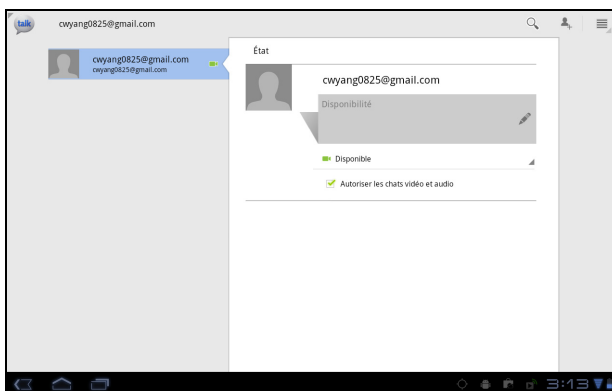 talk
cwyang0825@gmail.com
cwyang0825@gmail.com
cwyang0825@gmail.com
État
cwyang0825@gmail.com
Disponibilité
Disponible
Autoriser les chats vidéo et audio
3:13